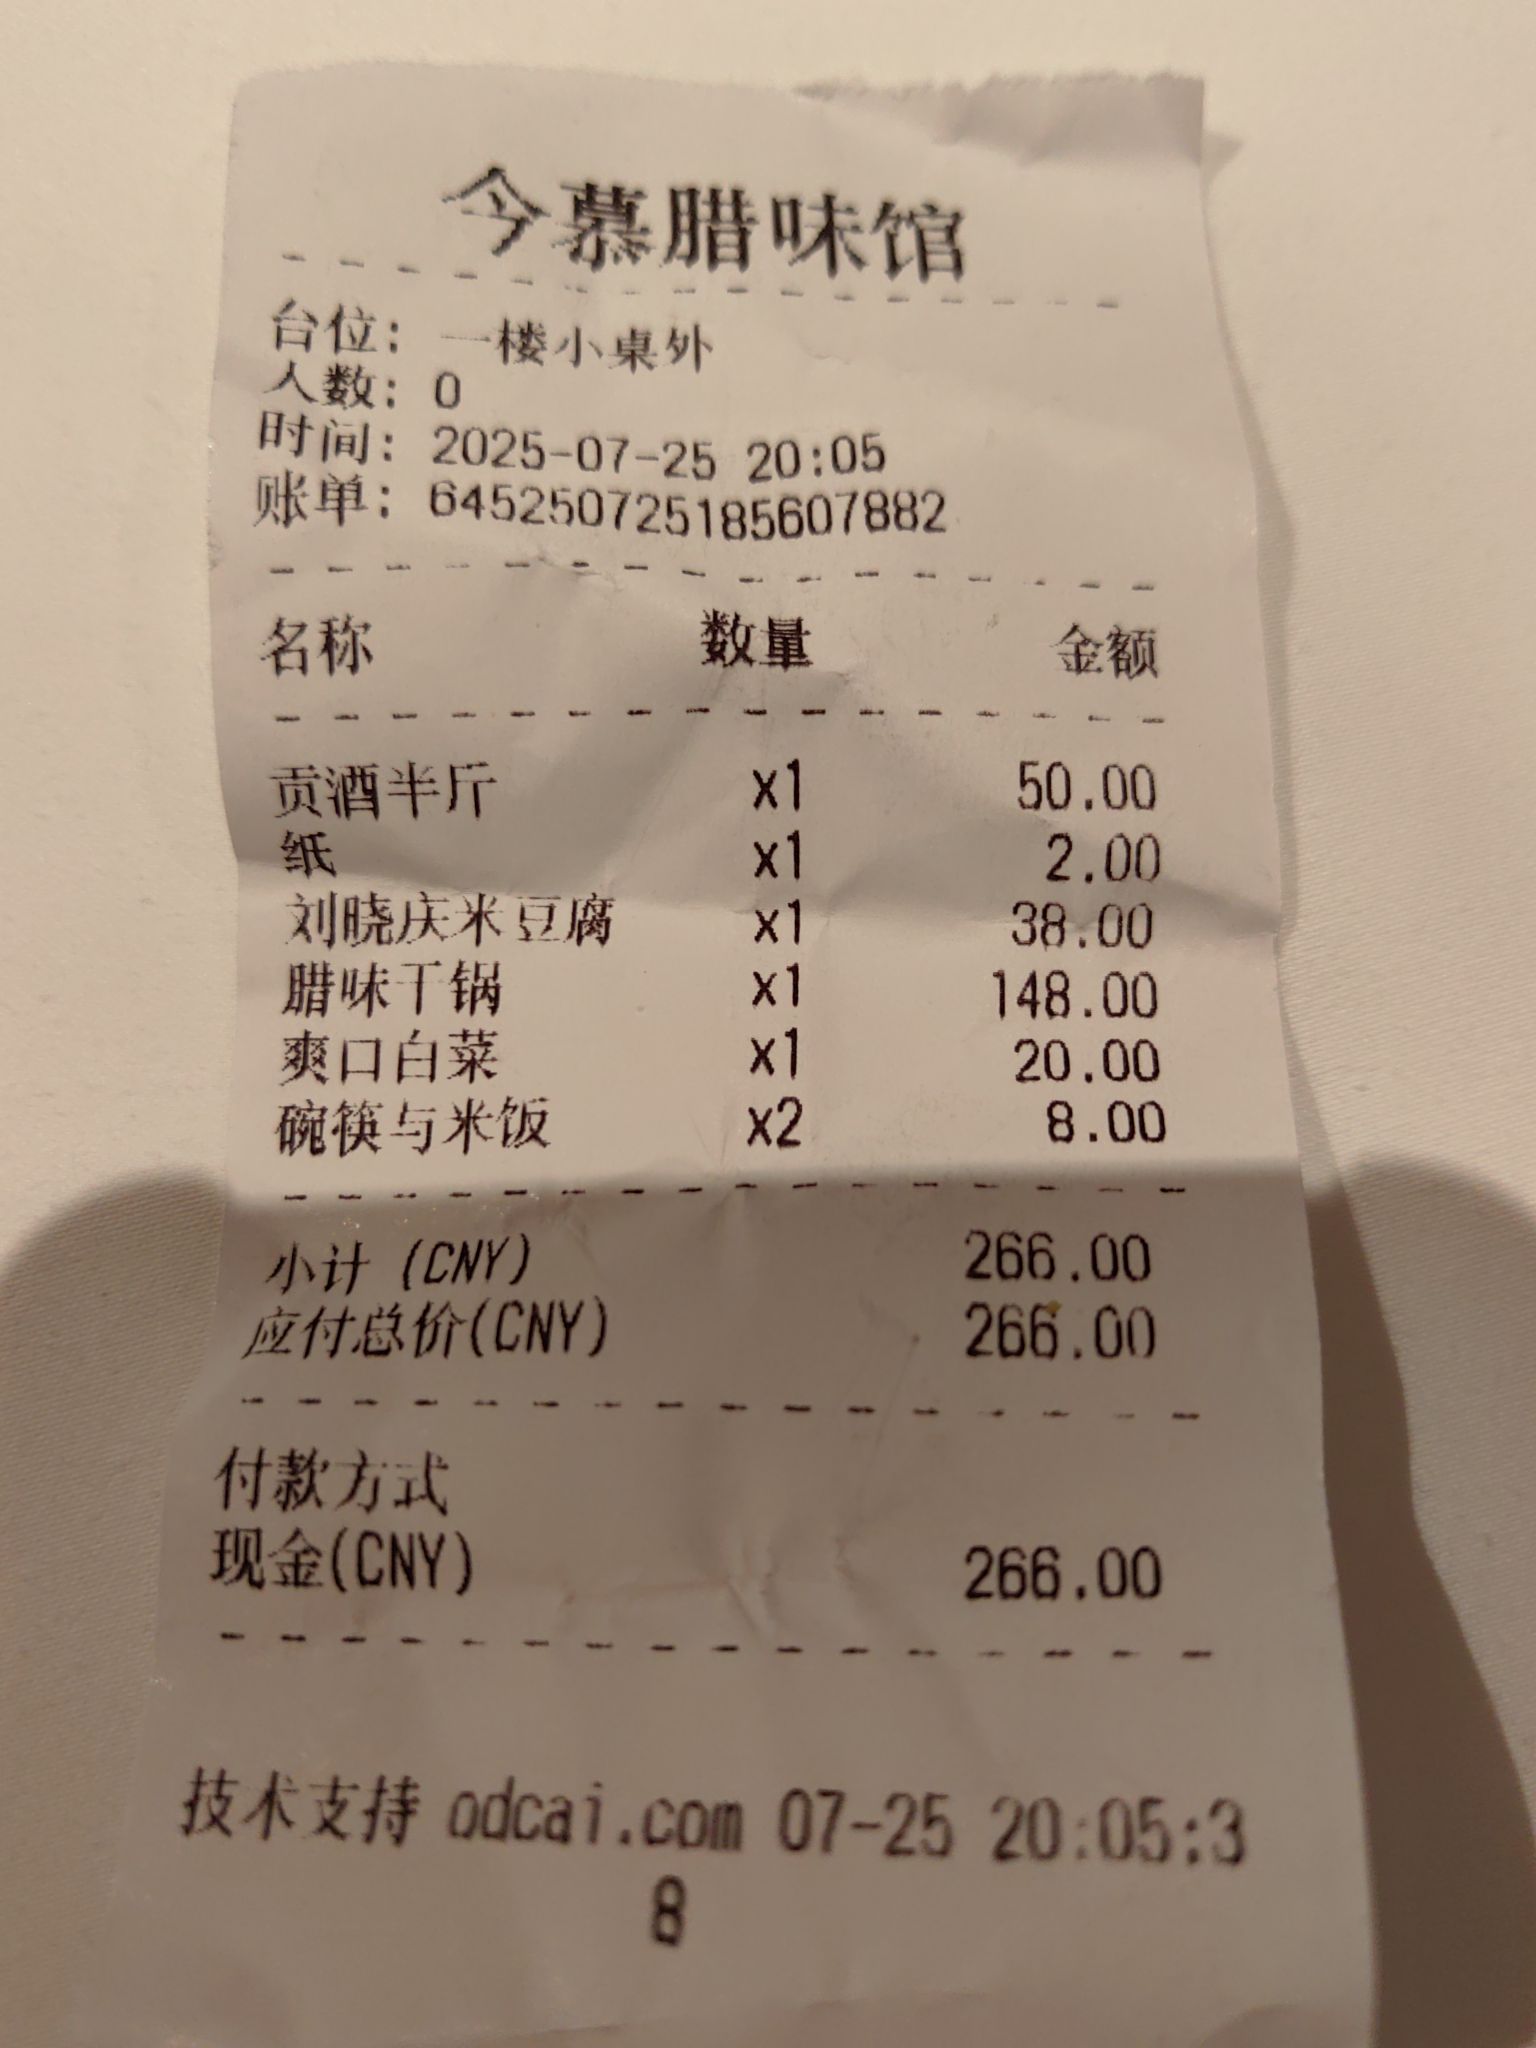 今慕腊味馆
台位: 一楼小桌外
人数: 0
时间: 2025-07-25 20:05
账单: 645250725185607882
名称 数量 金额
贡酒半斤 x1 50.00
纸 x1 2.00
刘晓庆米豆腐 x1 38.00
腊味干锅 x1 148.00
爽口白菜 x1 20.00
碗筷与米饭 x2 8.00
小计 (CNY) 266.00
应付总价(CNY) 266.00
付款方式
现金(CNY) 266.00
技术支持 odcai.com 07-25 20:05:3
8